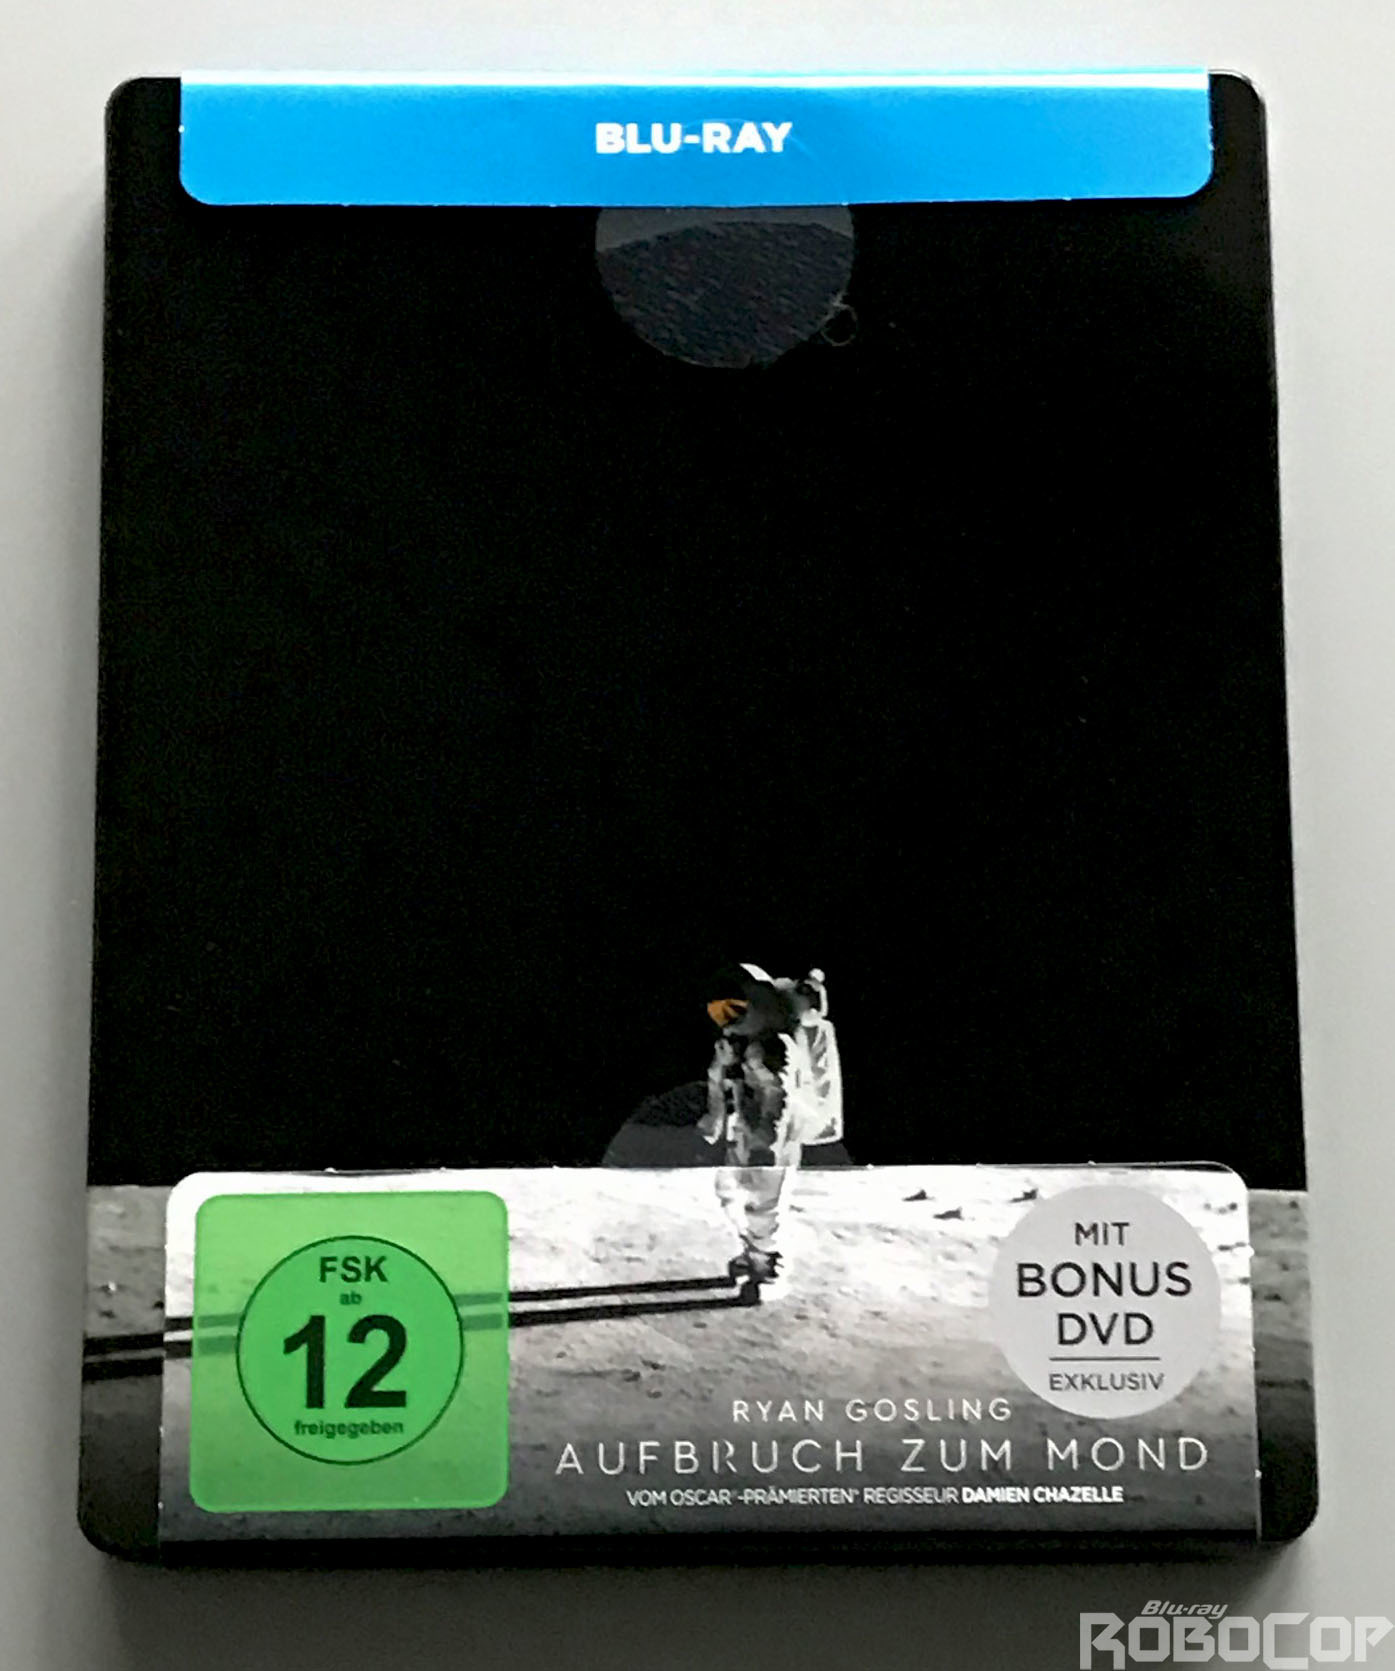 BLU-RAY
FSK
ab
12
freigegeben
MIT
BONUS
DVD
EXKLUSIV
RYAN GOSLING
AUFBRUCH ZUM MOND
VOM OSCAR®-PRÄMIERTEN* REGISSEUR DAMIEN CHAZELLE
Blu-ray
ROBOCOP